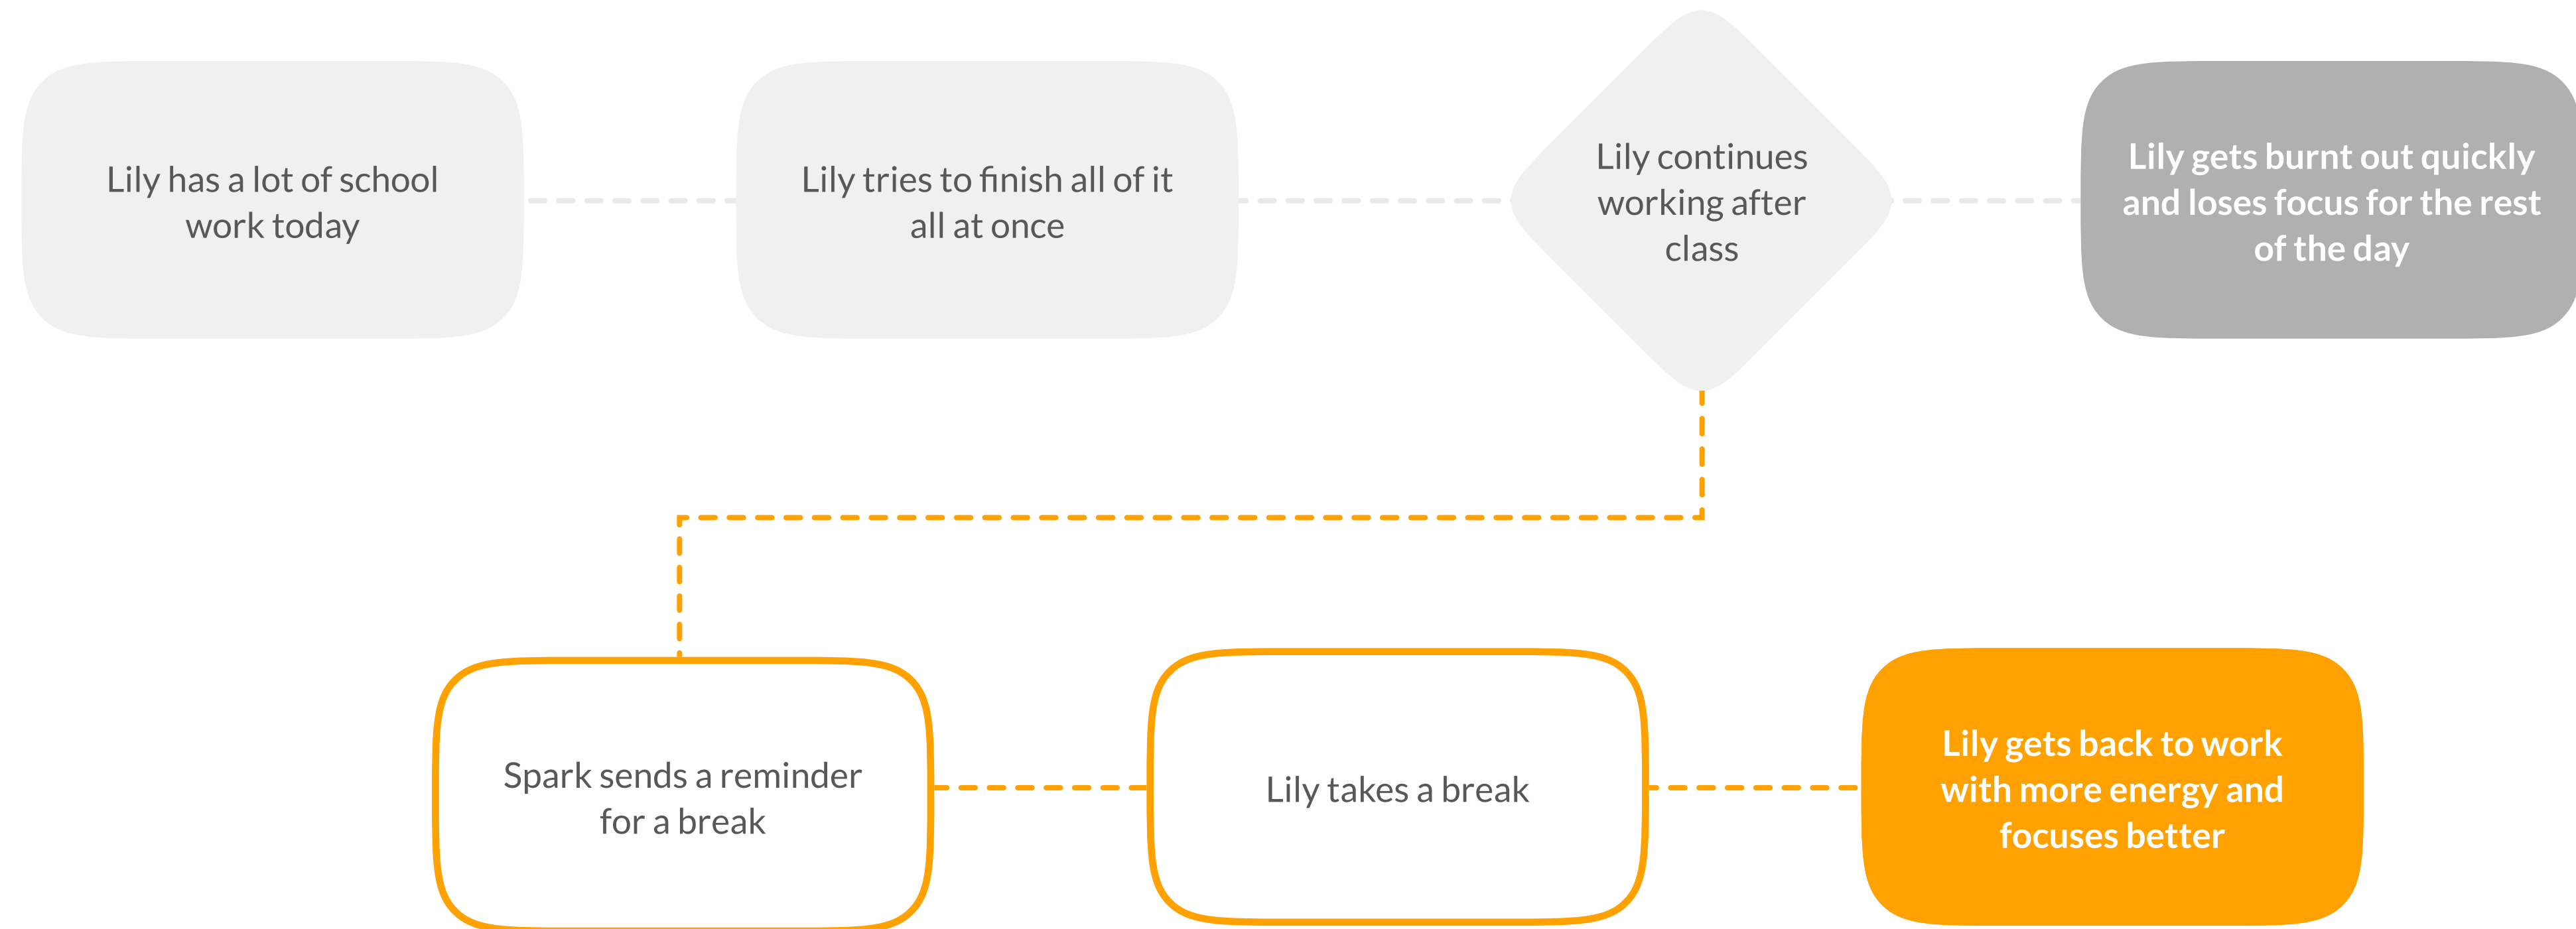 Lily has a lot of school
work today
Lily tries to finish all of it
all at once
Lily continues
working after
class
Lily gets burnt out quickly
and loses focus for the rest
of the day
Spark sends a reminder
for a break
Lily takes a break
Lily gets back to work
with more energy and
focuses better